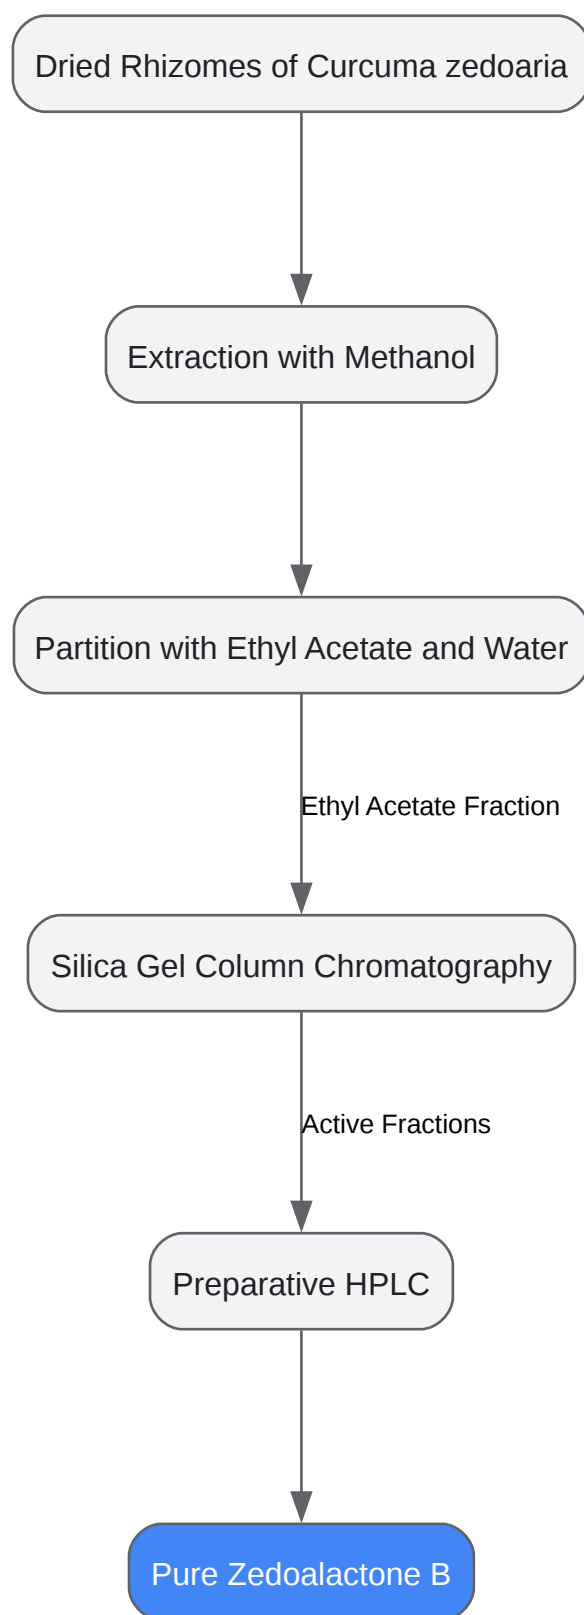 Dried Rhizomes of Curcuma zedoaria
Extraction with Methanol
Partition with Ethyl Acetate and Water
Ethyl Acetate Fraction
Silica Gel Column Chromatography
Active Fractions
Preparative HPLC
Pure Zedoalactone B